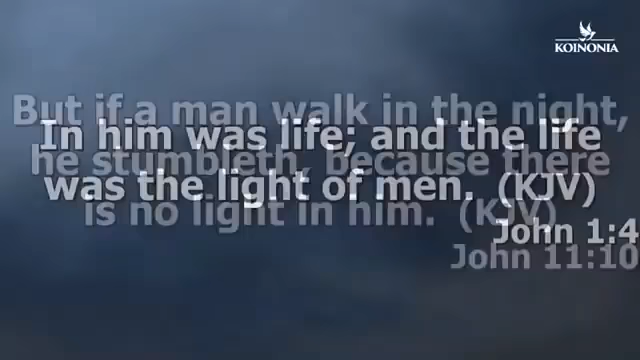 KOINONIA
But if a man walk in the night,
he stumbleth, because there
is no light in him. (KJV)
John 11:10
In him was life; and the life
was the light of men. (KJV)
John 1:4